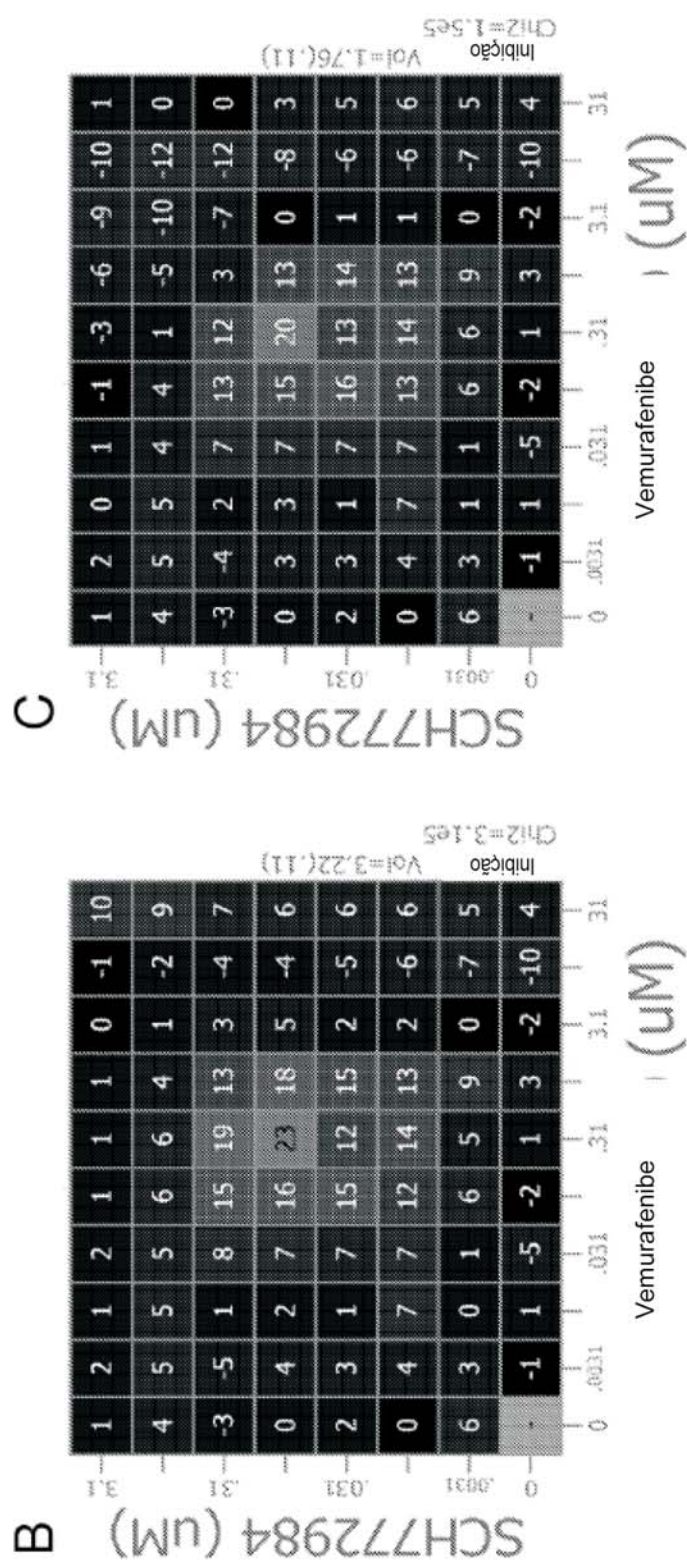 B
SCH772984 (uM)
3.1 1 2 1 2 1 1 1 0 -1 10
4 5 5 5 6 6 4 1 -2 9
.31 -3 -5 1 8 15 19 13 3 -4 7
0 4 2 7 16 23 18 5 -4 6
.031 2 3 1 7 15 12 15 2 -5 6
0 4 7 7 12 14 13 2 -6 6
.0031 6 3 0 1 6 5 9 0 -7 5
0 - -1 1 -5 -2 1 3 -2 -10 4
0 .0031 .031 .31 3.1 31
Vemurafenibe (uM)
Vol=3.22(.11)
Inibição
Chi2=3.1e5
C
SCH772984 (uM)
3.1 1 2 0 1 -1 -3 -6 -9 -10 1
4 5 5 4 4 1 -5 -10 -12 0
.31 -3 -4 2 7 13 12 3 -7 -12 0
0 3 3 7 15 20 13 0 -8 3
.031 2 3 1 7 16 13 14 1 -6 5
0 4 7 7 13 14 13 1 -6 6
.0031 6 3 1 1 6 6 9 0 -7 5
0 - -1 1 -5 -2 1 3 -2 -10 4
0 .0031 .031 .31 3.1 31
Vemurafenibe (uM)
Vol=1.76(.11)
Inibição
Chi2=1.5e5